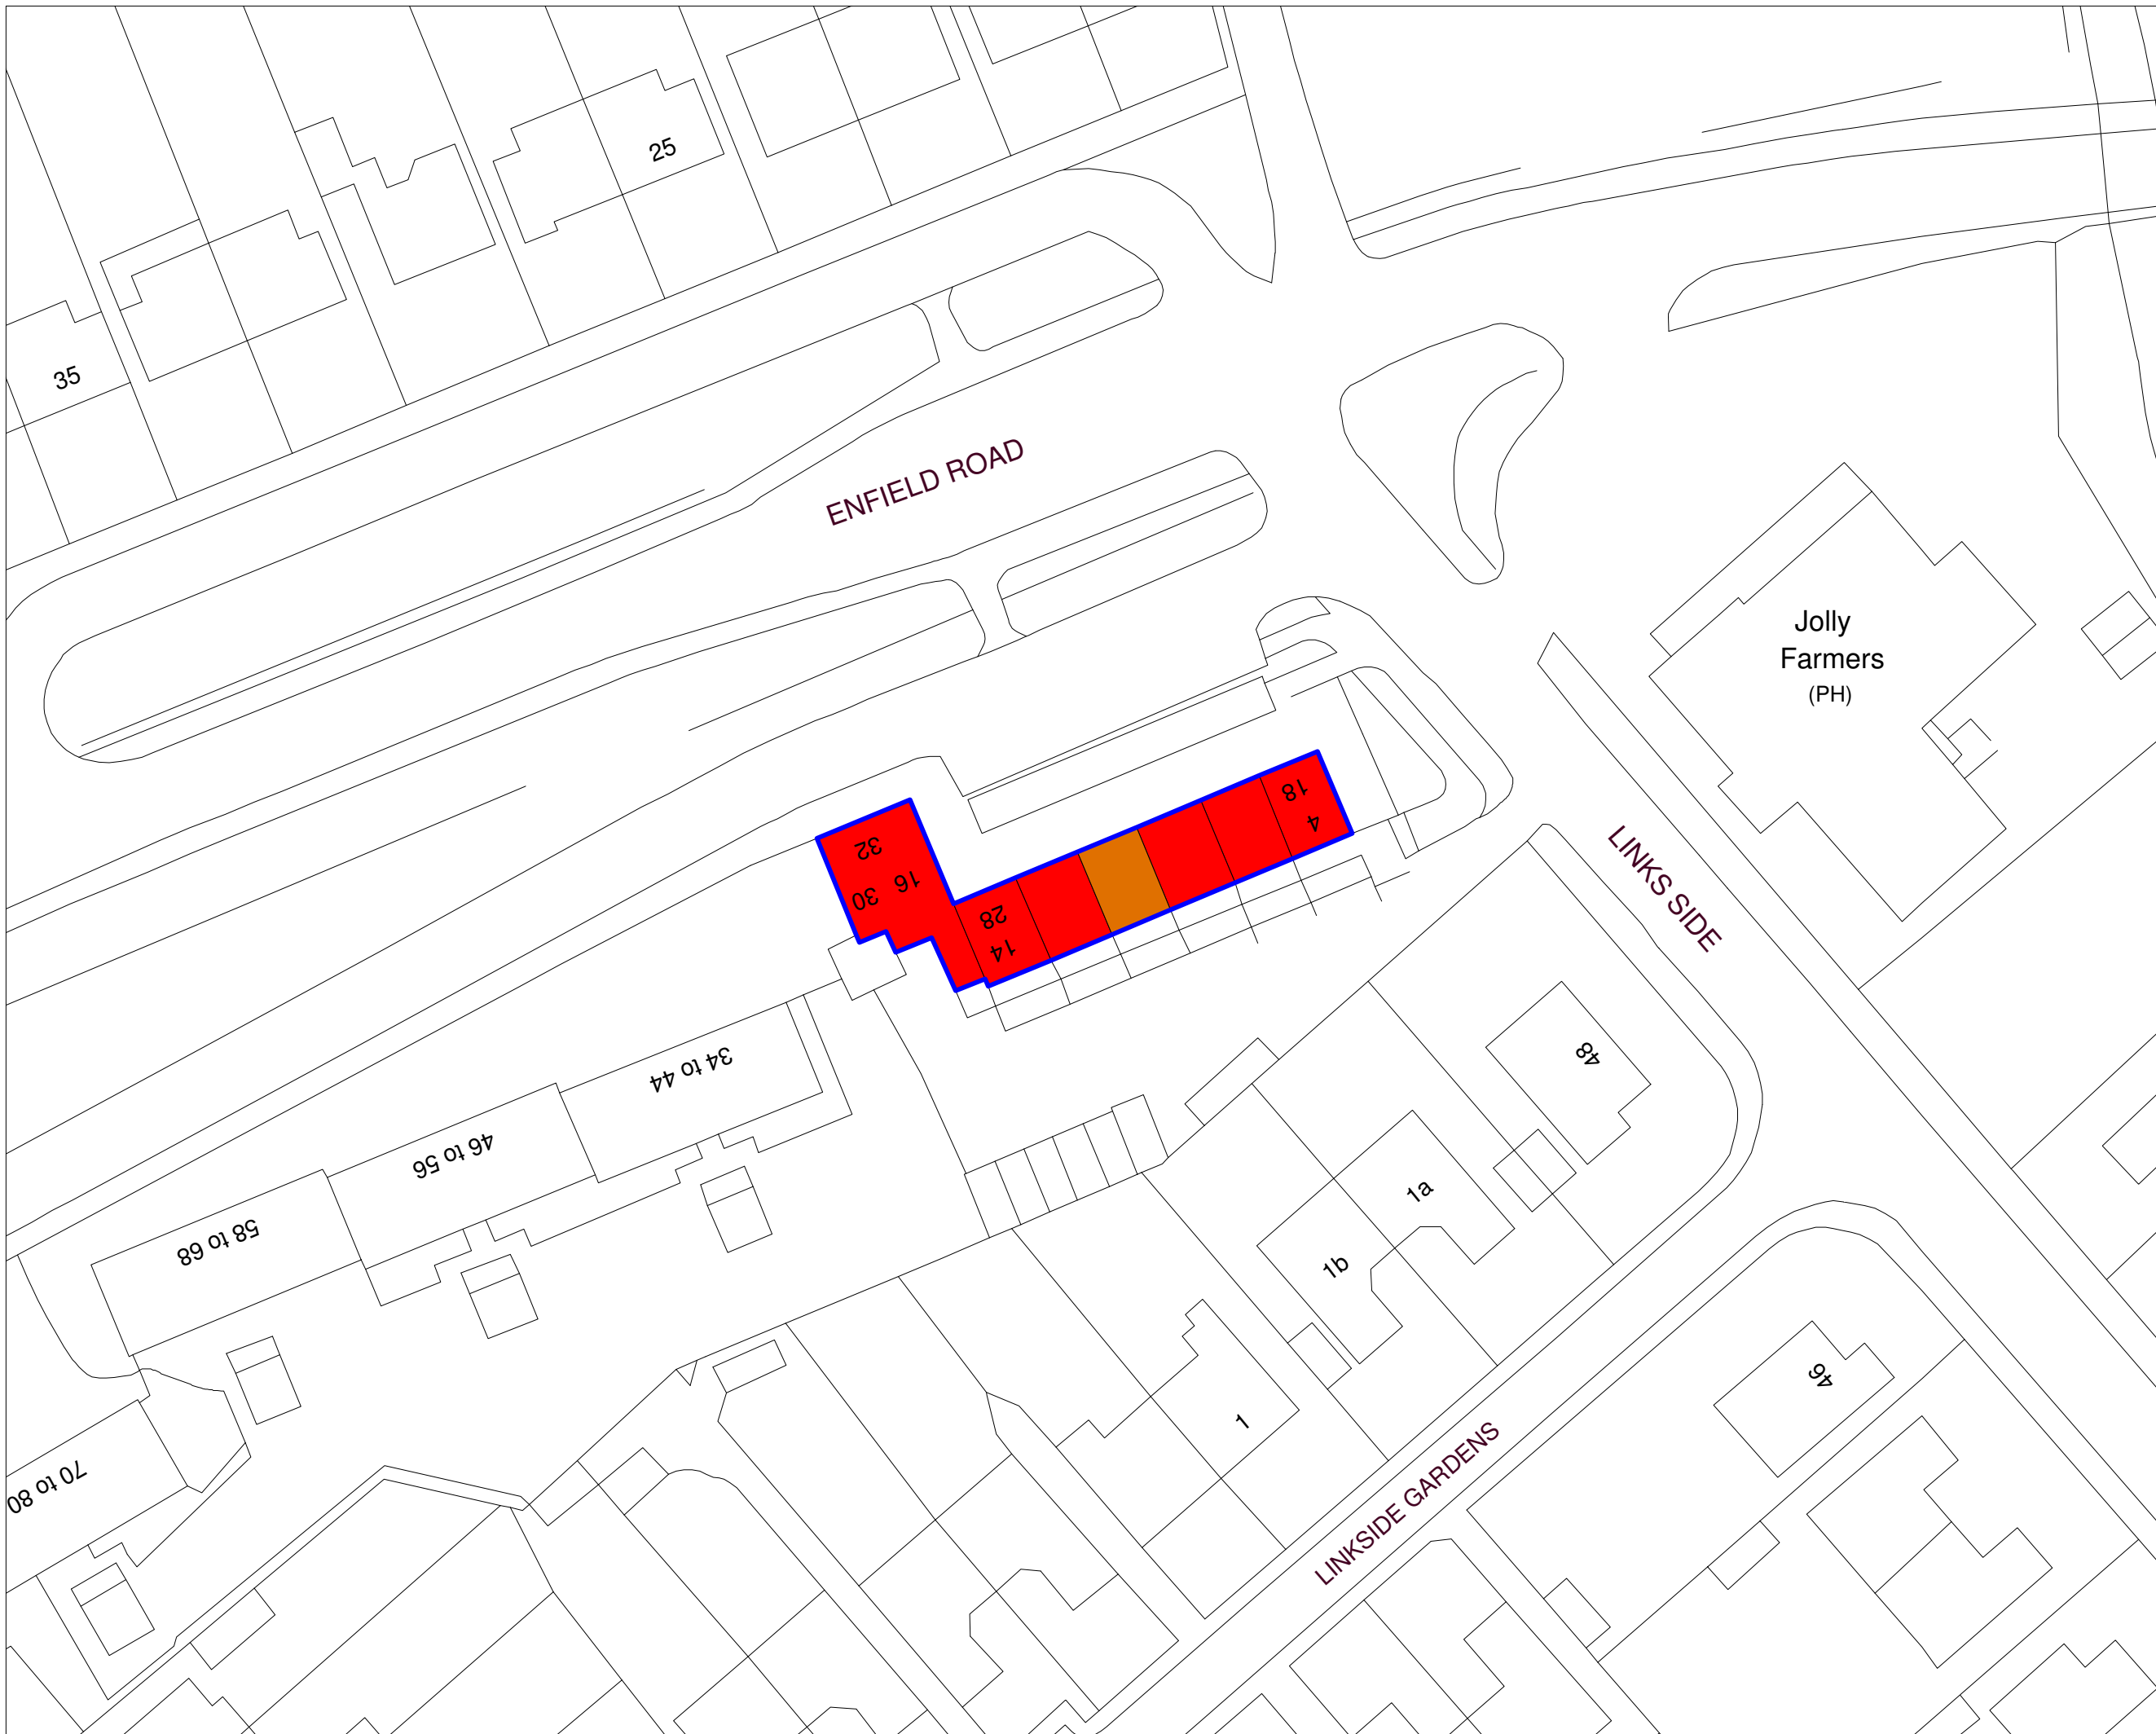 25
35
ENFIELD ROAD
Jolly
Farmers
(PH)
18
4
32
16
30
28
14
LINKS SIDE
34 to 44
48
46 to 56
1a
58 to 68
1b
46
1
70 to 80
LINKSIDE GARDENS